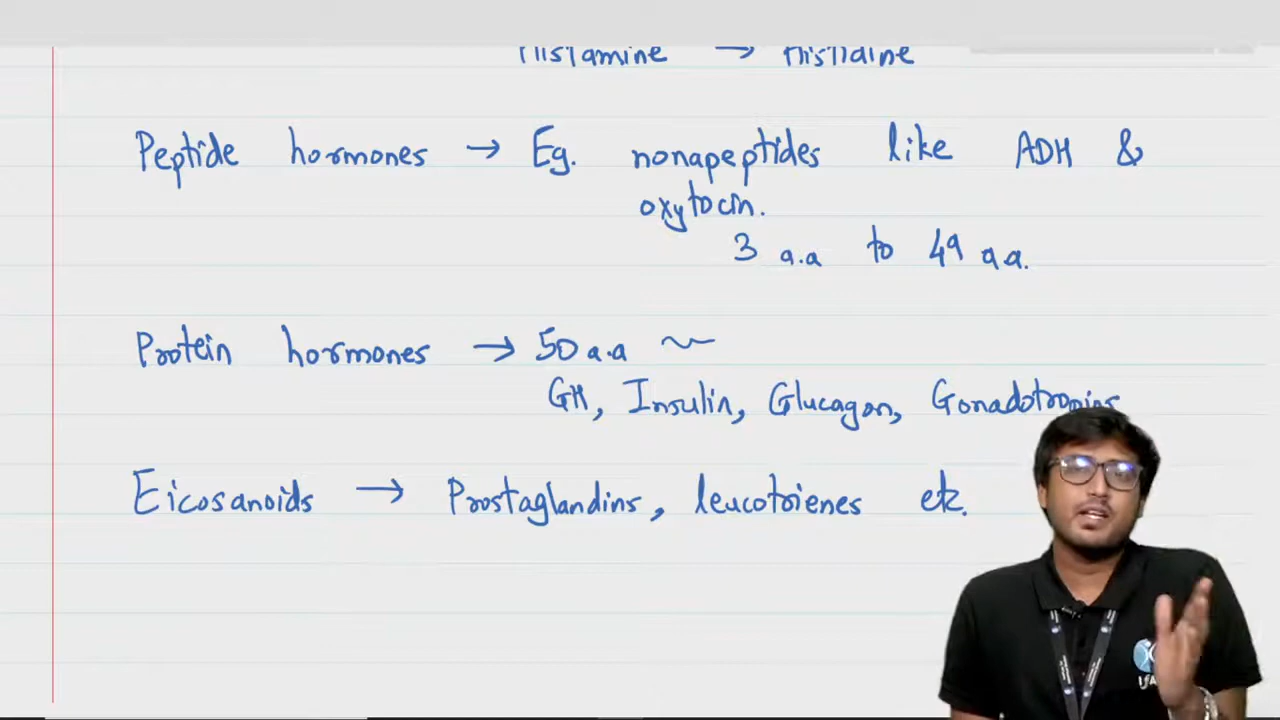 Histamine → Histidine
Peptide hormones → Eg. nonapeptides like ADH &
oxytocin.
3 a.a to 49 a.a.
Protein hormones → 50 a.a
GH, Insulin, Glucagon, Gonadotropins
Eicosanoids → Prostaglandins, leucotrienes etc.